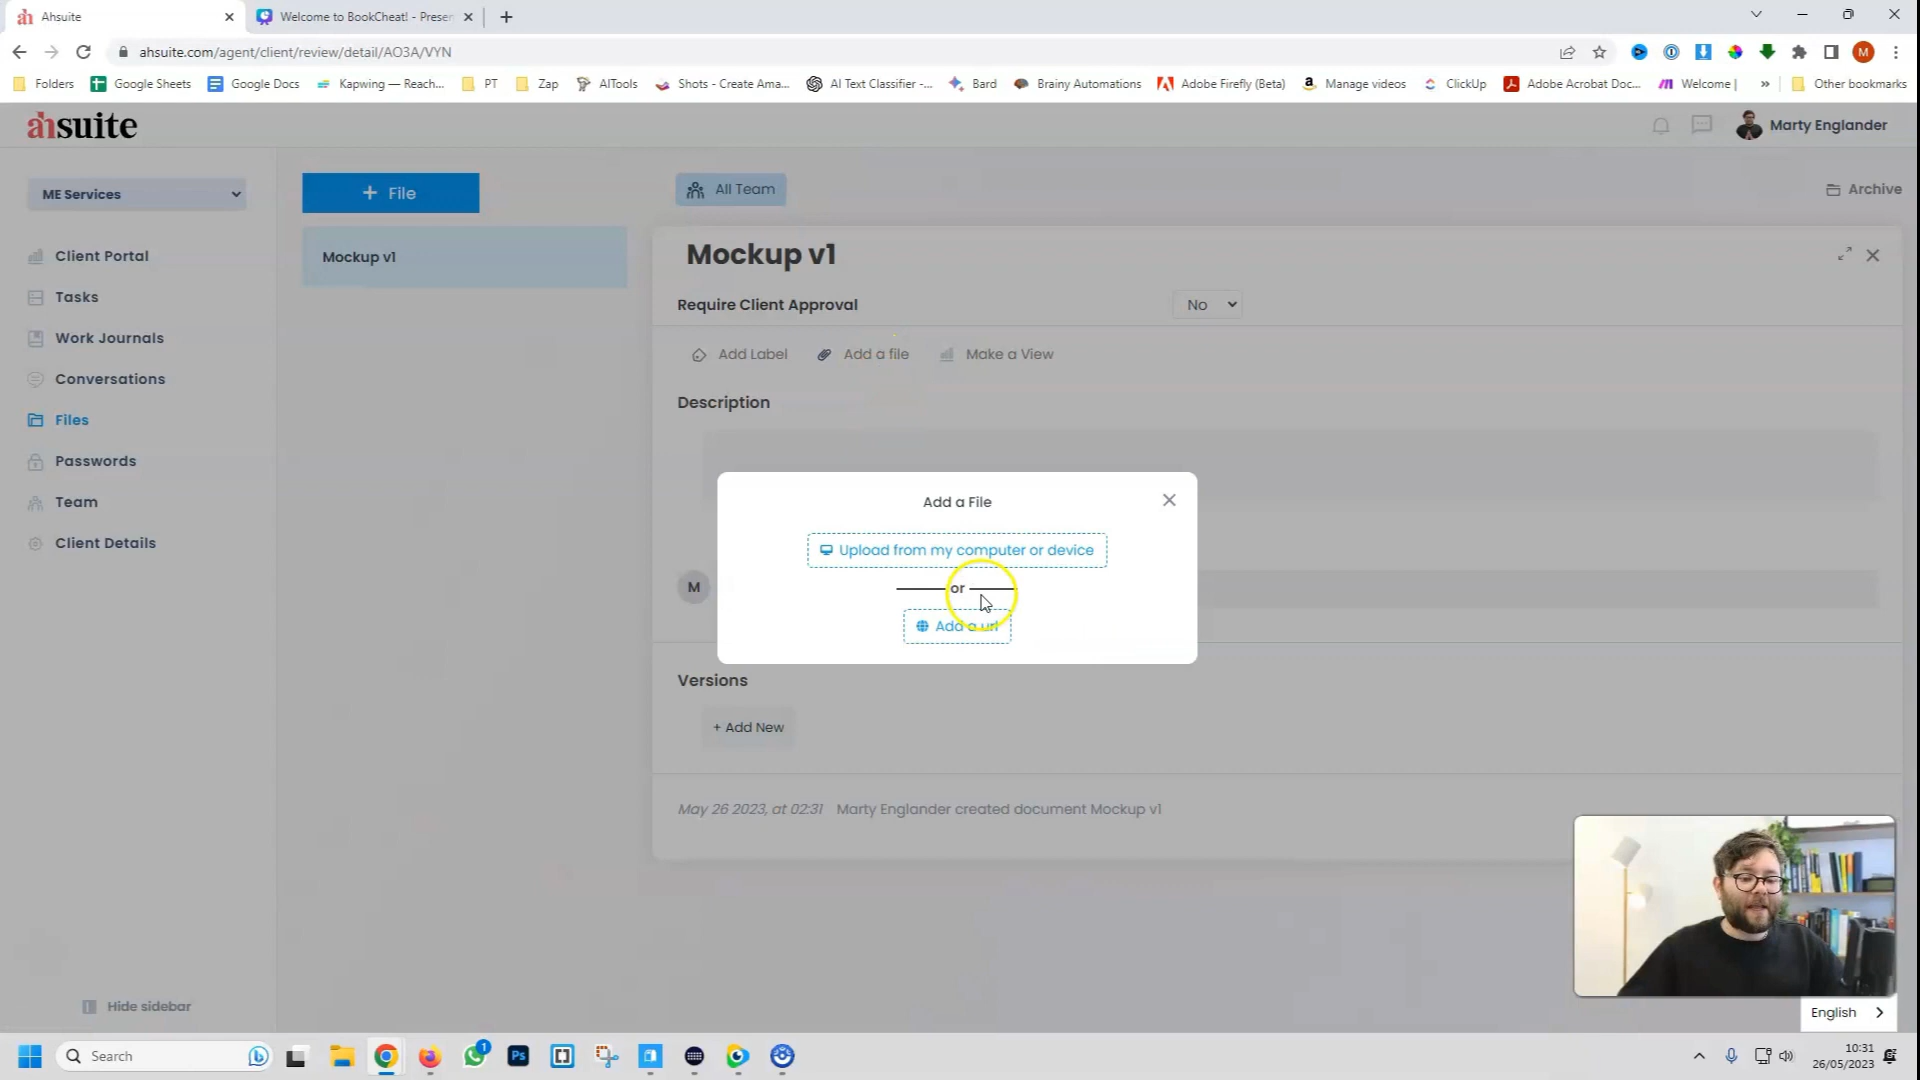 Ahsuite
Welcome to BookCheat! - Presen
ahsuite.com/agent/client/review/detail/AO3A/VYN
M
Folders
Google Sheets
Google Docs
Kapwing — Reach...
PT
Zap
AITools
Shots - Create Ama...
AI Text Classifier -...
Bard
Brainy Automations
Adobe Firefly (Beta)
Manage videos
ClickUp
Adobe Acrobat Doc...
Welcome |
»
Other bookmarks
ahsuite
Marty Englander
ME Services
+ File
All Team
Archive
Client Portal
Tasks
Work Journals
Conversations
Files
Passwords
Team
Client Details
Hide sidebar
Mockup v1
Mockup v1
Require Client Approval
No
Add Label
Add a file
Make a View
Description
Add a File
Upload from my computer or device
or
Add a url
M
Versions
+ Add New
May 26 2023, at 02:31 Marty Englander created document Mockup v1
English
Search
1
Ps
10:31
26/05/2023